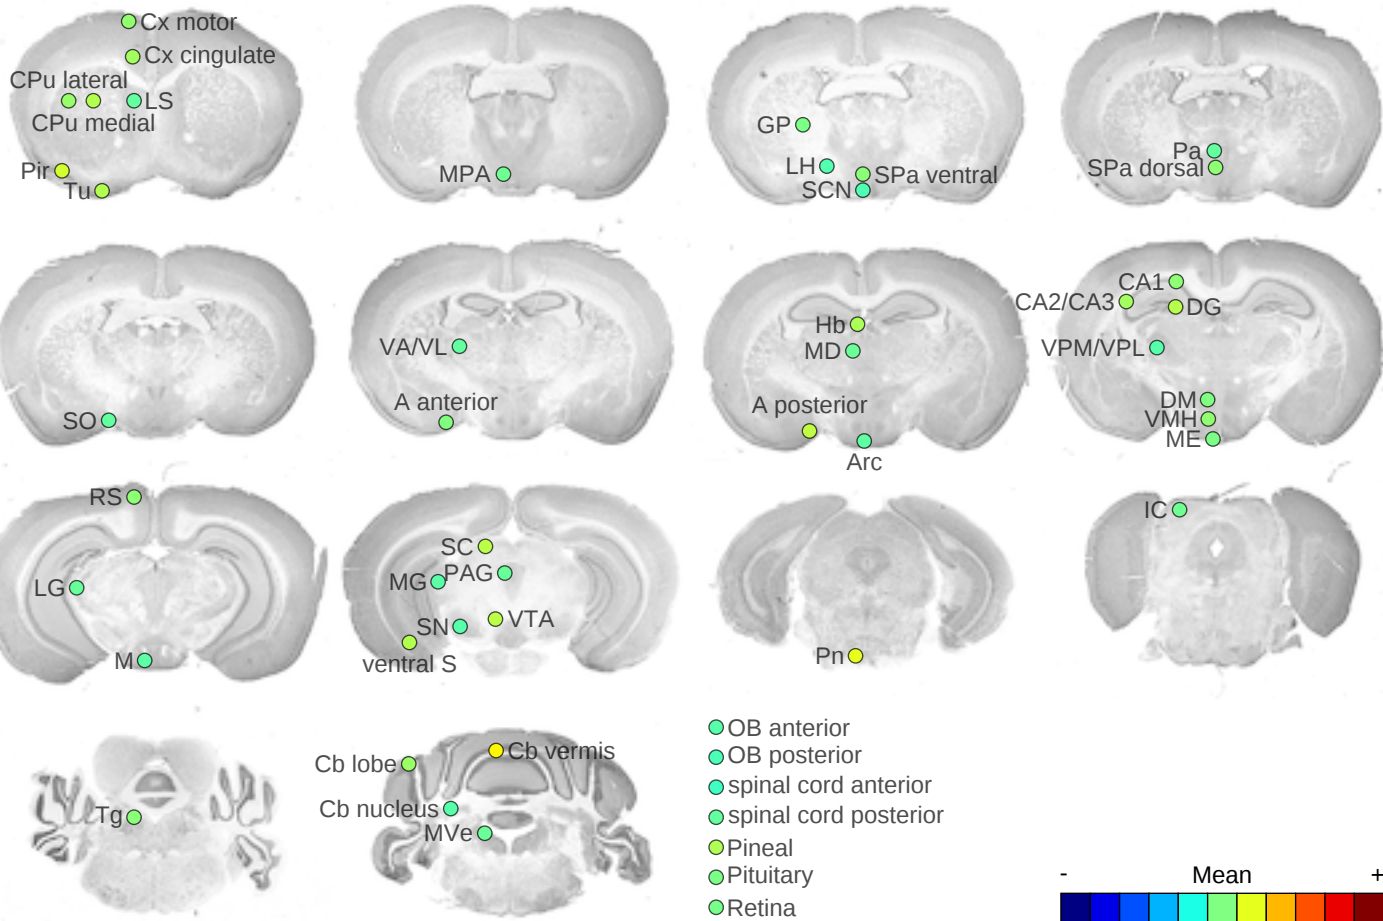 Cx motor
Cx cingulate
CPu lateral
LS
CPu medial
Pir
Tu
MPA
GP
LH
SPa ventral
SCN
Pa
SPa dorsal
SO
VA/VL
A anterior
Hb
MD
A posterior
Arc
CA1
CA2/CA3
DG
VPM/VPL
DM
VMH
ME
RS
LG
M
SC
PAG
MG
VTA
SN
ventral S
Pn
IC
Tg
Cb vermis
Cb lobe
Cb nucleus
MVe
OB anterior
OB posterior
spinal cord anterior
spinal cord posterior
Pineal
Pituitary
Retina
- Mean +